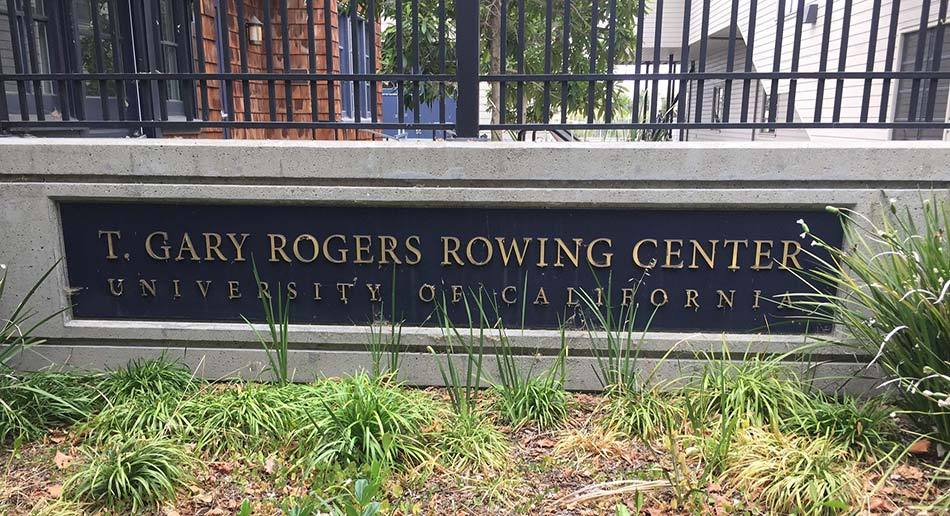 T. GARY ROGERS ROWING CENTER
UNIVERSITY OF CALIFORNIA